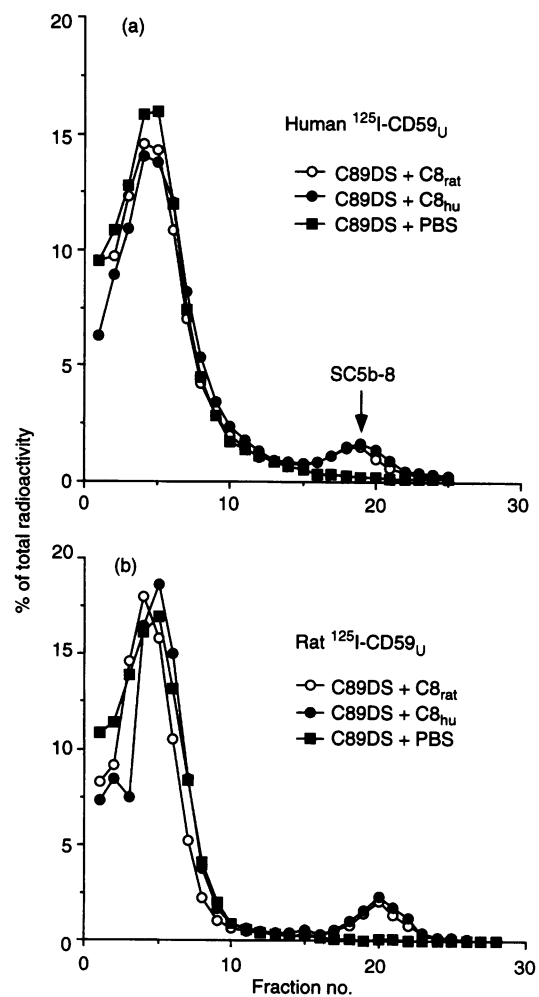 % of total radioactivity
(a)
20
15
10
5
0
Human ¹²⁵I-CD59U
C89DS + C8rat
C89DS + C8hu
C89DS + PBS
SC5b-8
0 10 20 30
(b)
20
15
10
5
0
Rat ¹²⁵I-CD59U
C89DS + C8rat
C89DS + C8hu
C89DS + PBS
0 10 20 30
Fraction no.